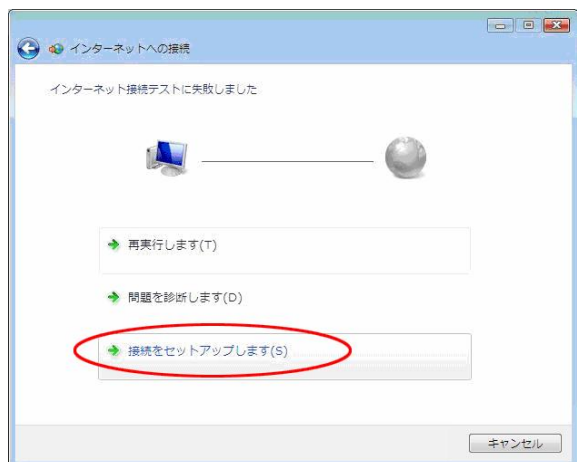 インターネットへの接続
インターネット接続テストに失敗しました
再実行します(T)
問題を診断します(D)
接続をセットアップします(S)
キャンセル